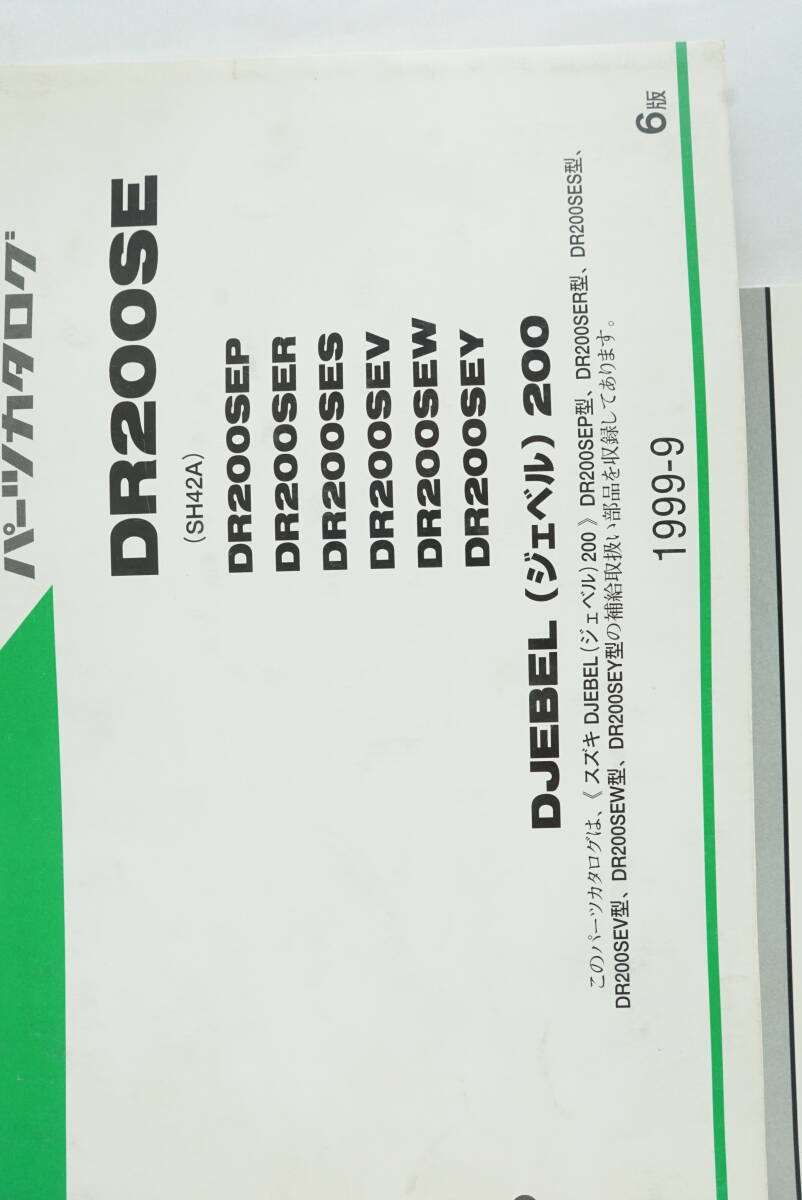 パーツカタログ
DR200SE
(SH42A)
DR200SEP
DR200SER
DR200SES
DR200SEV
DR200SEW
DR200SEY
DJEBEL (ジェベル) 200
このパーツカタログは、《スズキ DJEBEL(ジェベル)200 》DR200SEP型、DR200SER型、DR200SES型、
DR200SEV型、DR200SEW型、DR200SEY型の補給取扱い部品を収録してあります。
1999-9
6版